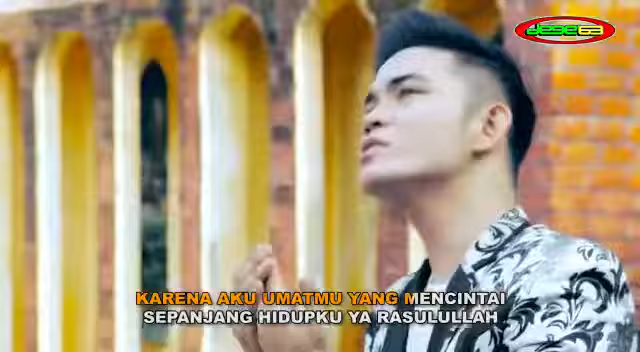 KARENA AKU UMATMU YANG MENCINTAI
SEPANJANG HIDUPKU YA RASULULLAH